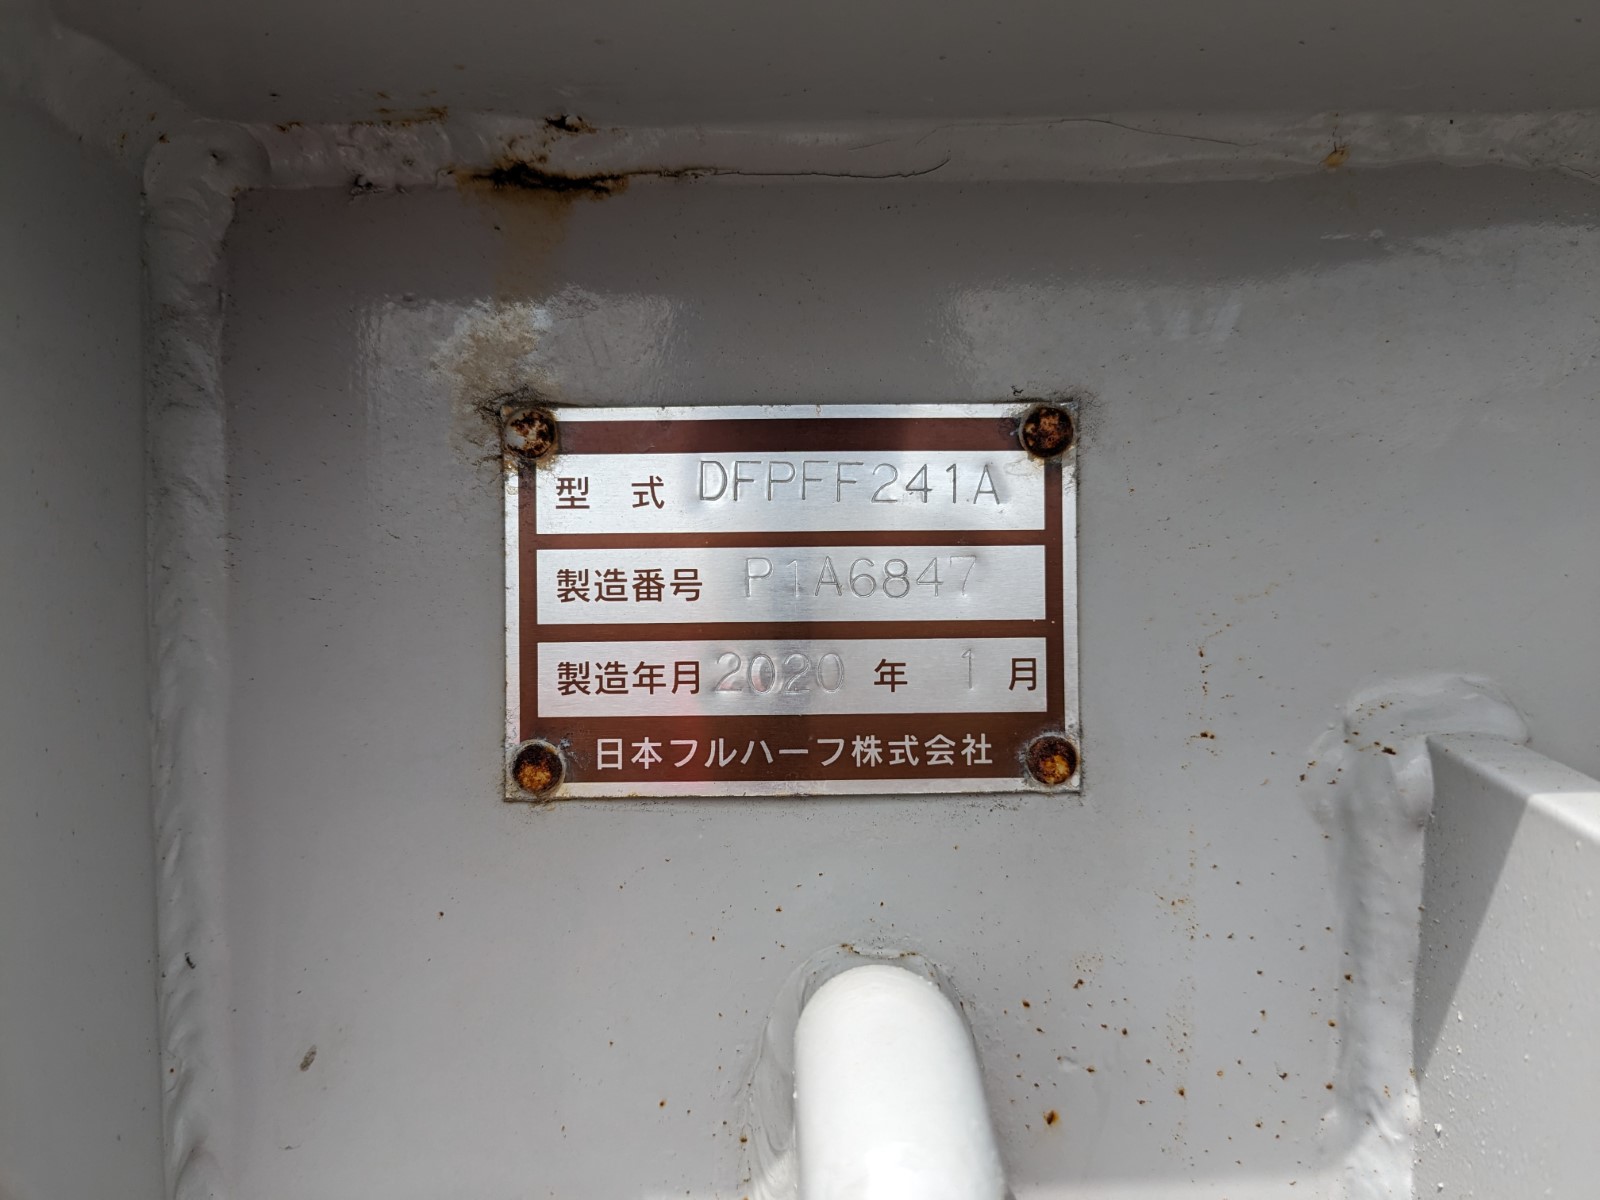 型 式 DFPFF241A
製造番号 P1A6847
製造年月 2020 年 1 月
日本フルハーフ株式会社